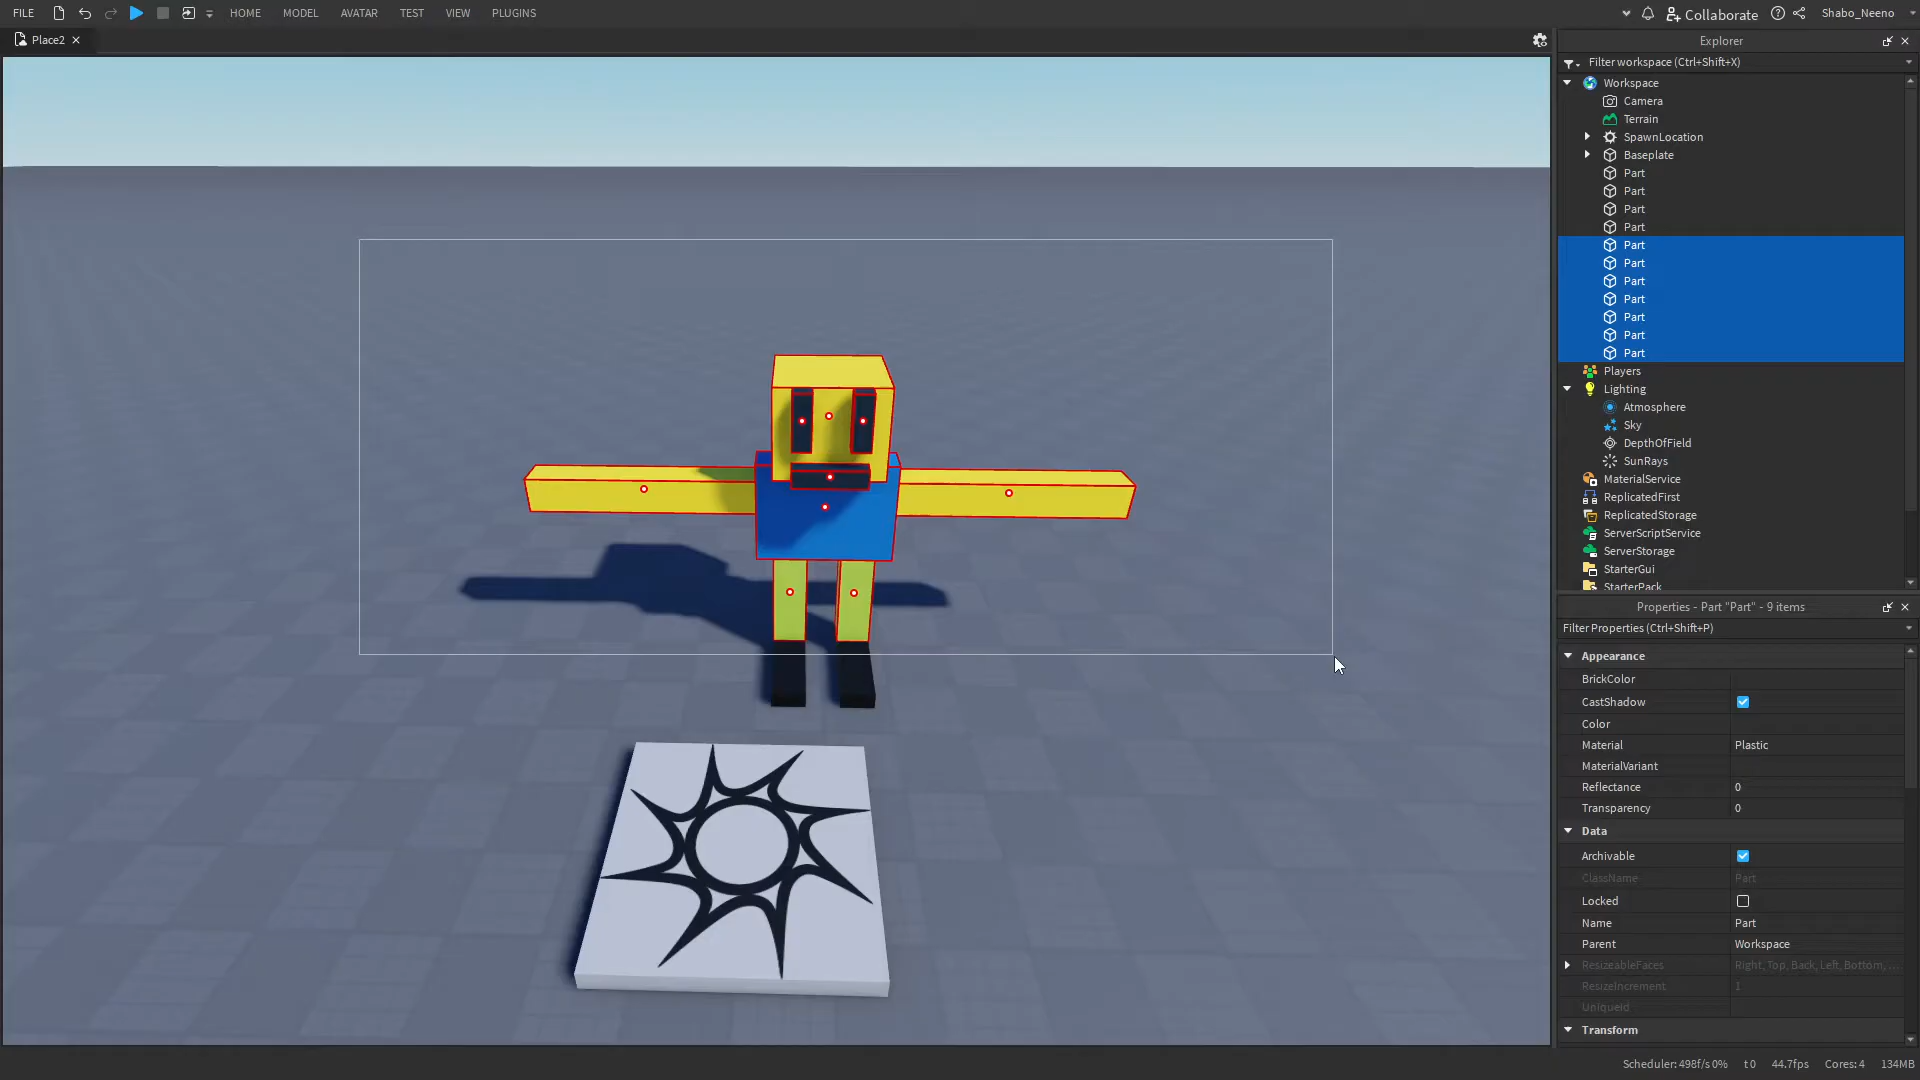 FILE HOME MODEL AVATAR TEST VIEW PLUGINS Collaborate Shabo_Neeno
Place2
Explorer
Filter workspace (Ctrl+Shift+X)
Workspace
Camera
Terrain
SpawnLocation
Baseplate
Part
Part
Part
Part
Part
Part
Part
Part
Part
Part
Part
Players
Lighting
Atmosphere
Sky
DepthOfField
SunRays
MaterialService
ReplicatedFirst
ReplicatedStorage
ServerScriptService
ServerStorage
StarterGui
StarterPack
Properties - Part "Part" - 9 items
Filter Properties (Ctrl+Shift+P)
Appearance
BrickColor
CastShadow
Color
Material Plastic
MaterialVariant
Reflectance 0
Transparency 0
Data
Archivable
ClassName Part
Locked
Name Part
Parent Workspace
ResizeableFaces Right, Top, Back, Left, Bottom, ...
ResizeIncrement 1
UniqueId
Transform
Scheduler: 498f/s 0% t 0 44.7fps Cores: 4 134MB